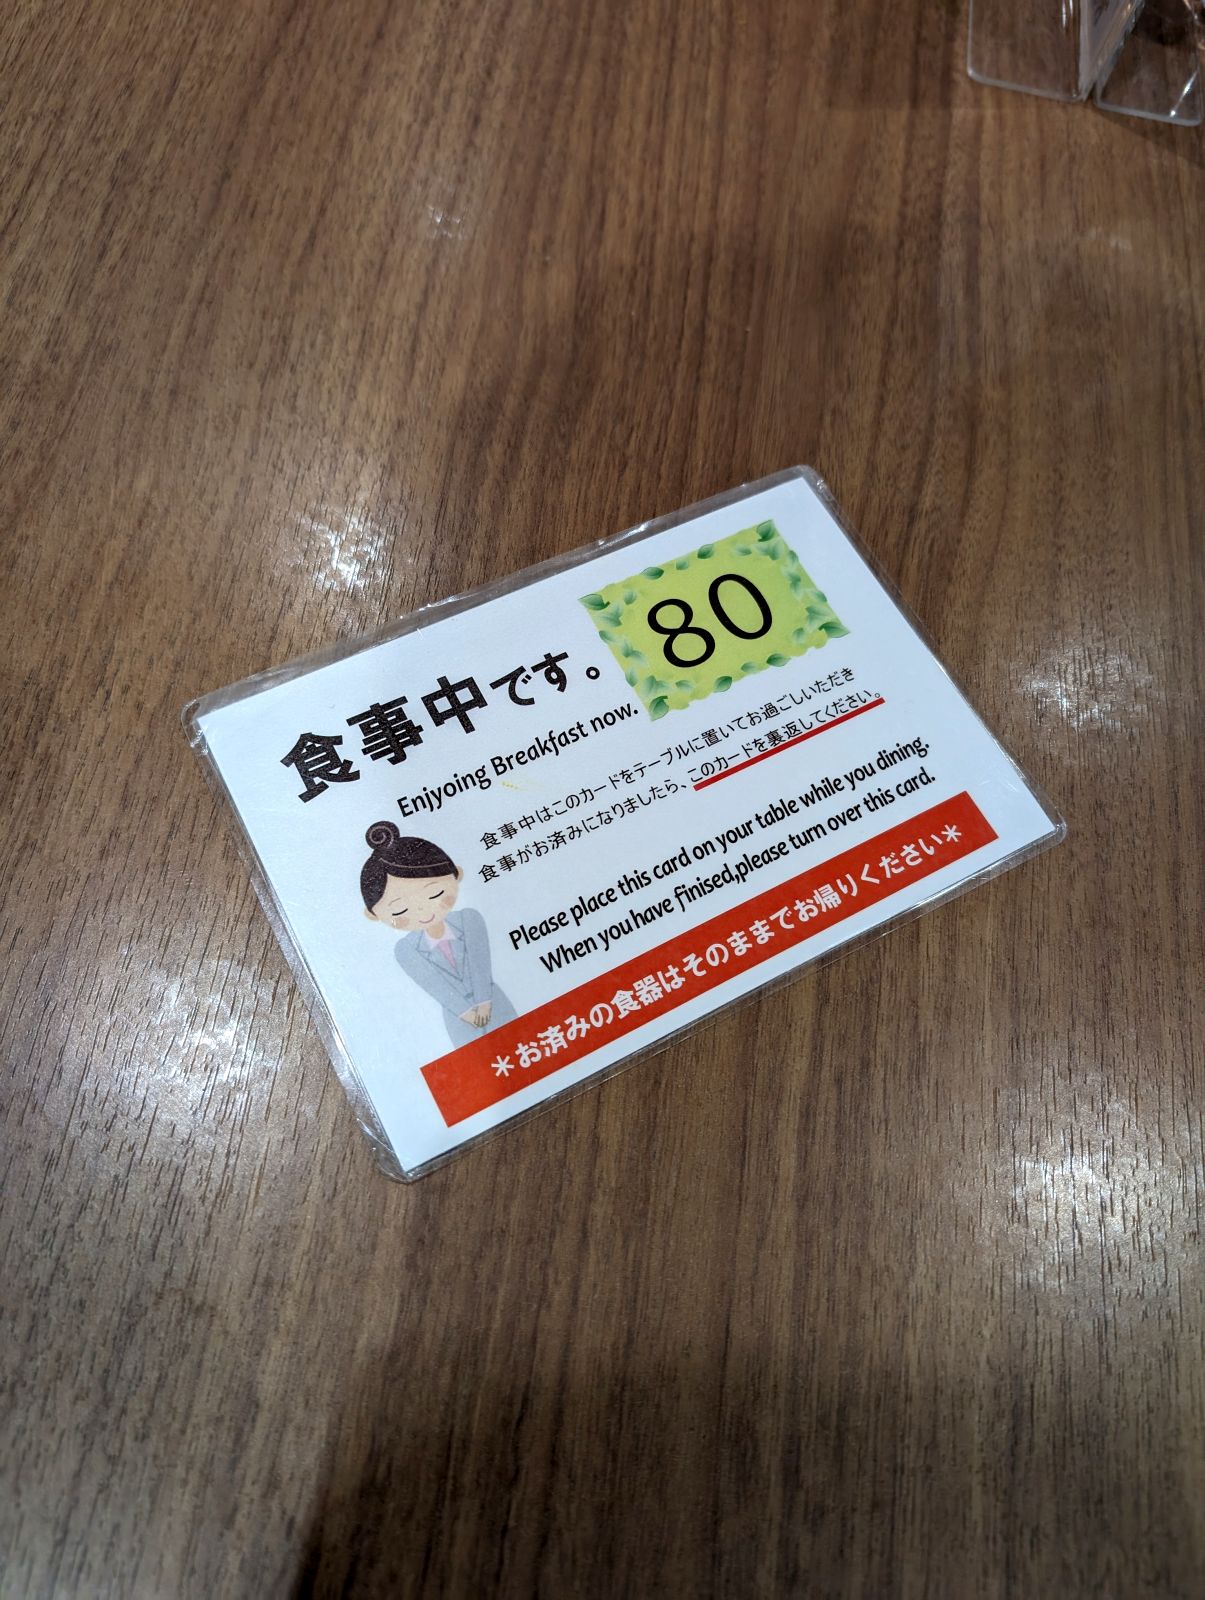 80
食事中です。
Enjyoing Breakfast now.
食事中はこのカードをテーブルに置いてお過ごしいただき
食事がお済みになりましたら、このカードを裏返してください。
Please place this card on your table while you dining.
When you have finised,please turn over this card.
＊お済みの食器はそのままでお帰りください＊